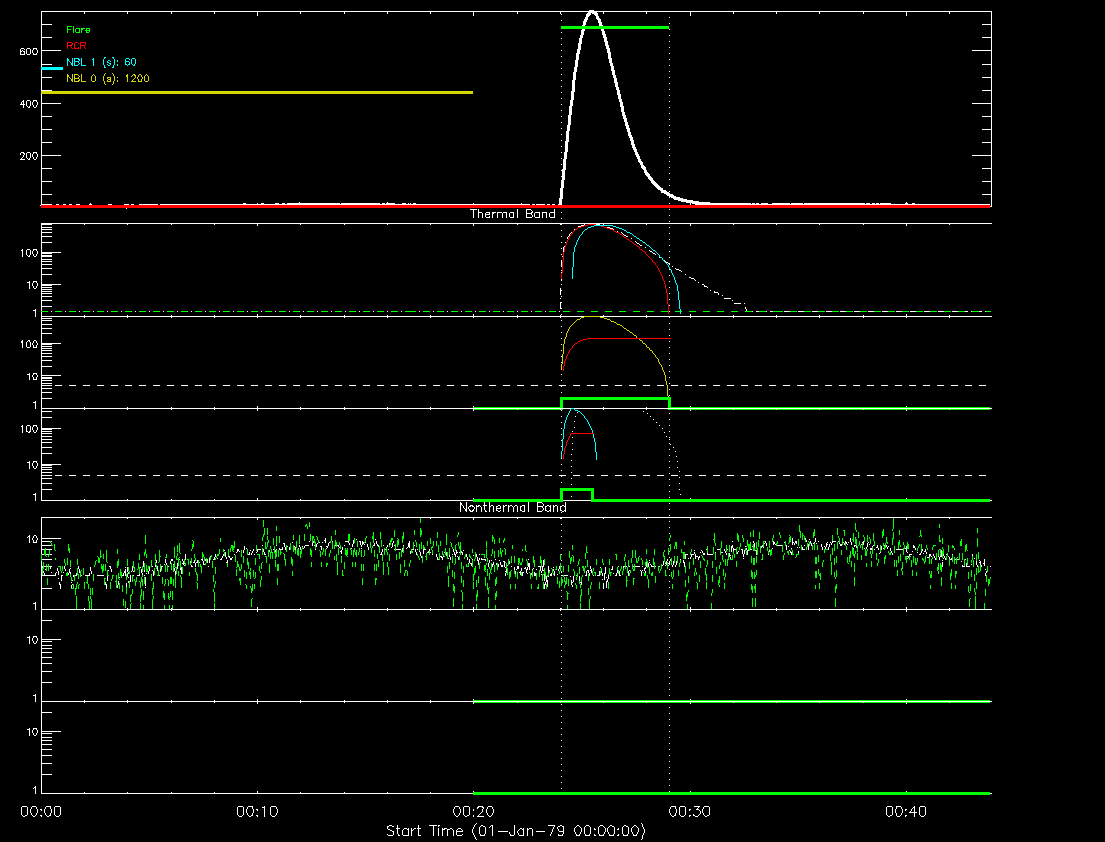 Flare
RCR
NBL 1 (s): 60
NBL 0 (s): 1200
600
400
200
Thermal Band
100
10
1
100
10
1
100
10
1
Nonthermal Band
10
1
10
1
10
1
00:00 00:10 00:20 00:30 00:40
Start Time (01-Jan-79 00:00:00)